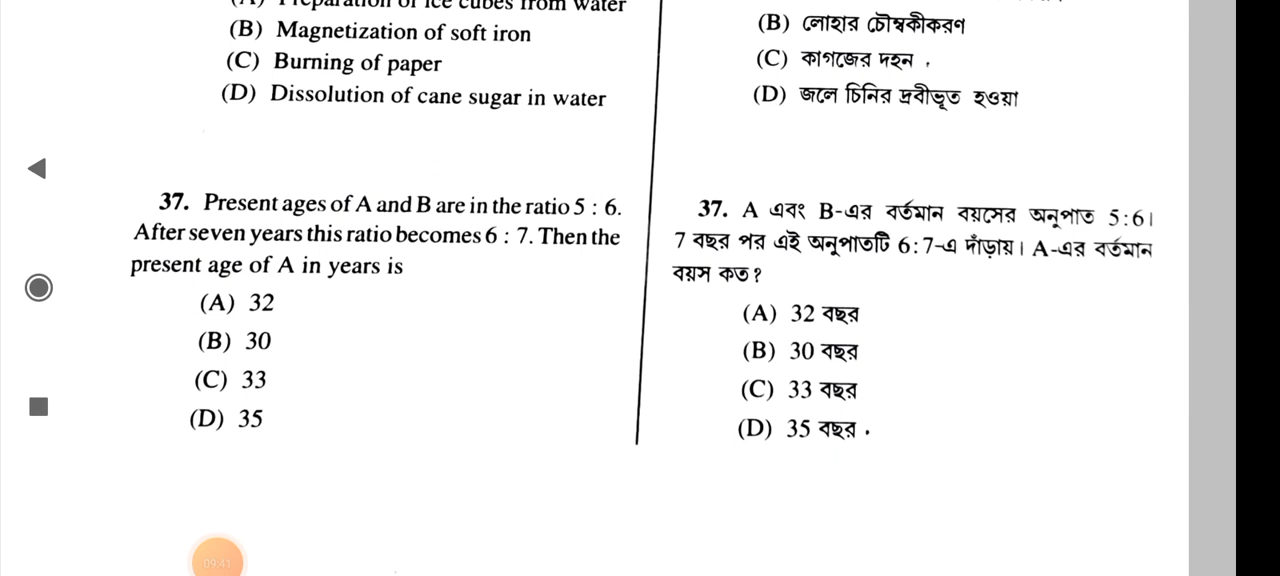 (B) Magnetization of soft iron
(C) Burning of paper
(D) Dissolution of cane sugar in water
37. Present ages of A and B are in the ratio 5 : 6.
After seven years this ratio becomes 6 : 7. Then the
present age of A in years is
(A) 32
(B) 30
(C) 33
(D) 35
(B) লোহার চৌম্বকীকরণ
(C) কাগজের দহন .
(D) জলে চিনির দ্রবীভূত হওয়া
37. A এবং B-এর বর্তমান বয়সের অনুপাত 5:6।
7 বছর পর এই অনুপাতটি 6:7-এ দাঁড়ায়। A-এর বর্তমান
বয়স কত?
(A) 32 বছর
(B) 30 বছর
(C) 33 বছর
(D) 35 বছর .
09:41